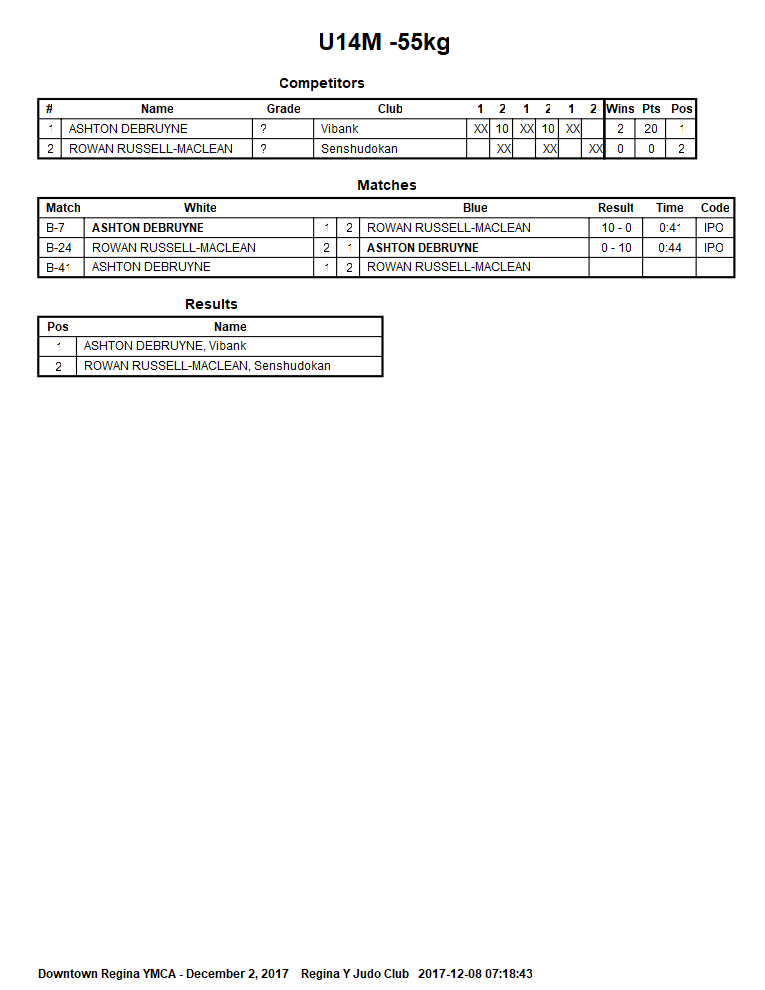 U14M -55kg
Competitors
# Name Grade Club 1 2 1 2 1 2 Wins Pts Pos
1 ASHTON DEBRUYNE ? Vibank XX 10 XX 10 XX 2 20 1
2 ROWAN RUSSELL-MACLEAN ? Senshudokan XX XX XX 0 0 2
Matches
Match White Blue Result Time Code
B-7 ASHTON DEBRUYNE 1 2 ROWAN RUSSELL-MACLEAN 10 - 0 0:41 IPO
B-24 ROWAN RUSSELL-MACLEAN 2 1 ASHTON DEBRUYNE 0 - 10 0:44 IPO
B-41 ASHTON DEBRUYNE 1 2 ROWAN RUSSELL-MACLEAN
Results
Pos Name
1 ASHTON DEBRUYNE, Vibank
2 ROWAN RUSSELL-MACLEAN, Senshudokan
Downtown Regina YMCA - December 2, 2017 Regina Y Judo Club 2017-12-08 07:18:43